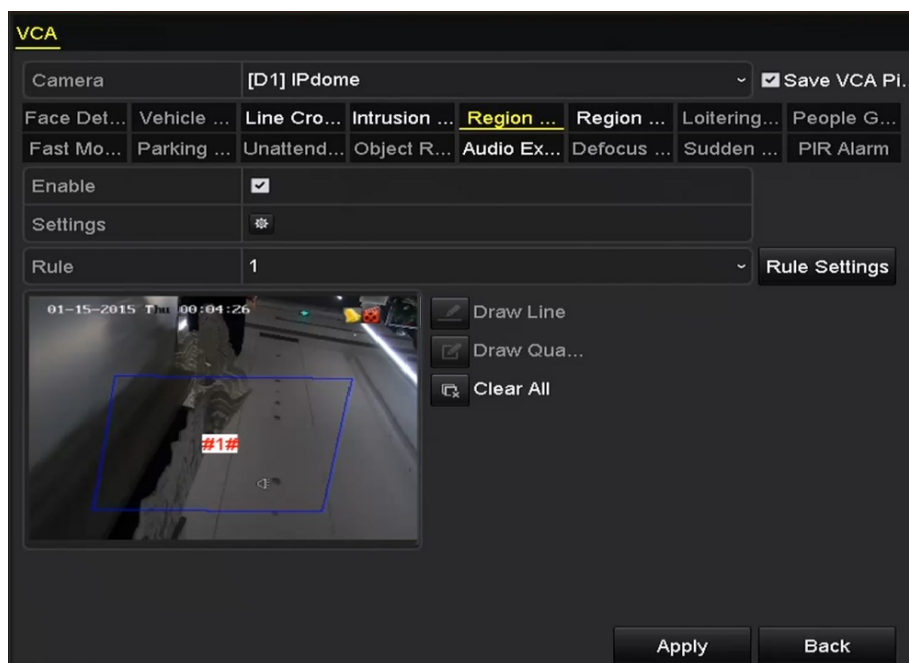 VCA
Camera [D1] IPdome Save VCA Pi.
Face Det... Vehicle ... Line Cro... Intrusion ... Region ... Region ... Loitering... People G...
Fast Mo... Parking ... Unattend... Object R... Audio Ex... Defocus ... Sudden ... PIR Alarm
Enable
Settings
Rule 1 Rule Settings
01-15-2015 Thu 00:04:26
Draw Line
Draw Qua...
Clear All
#1#
Apply Back